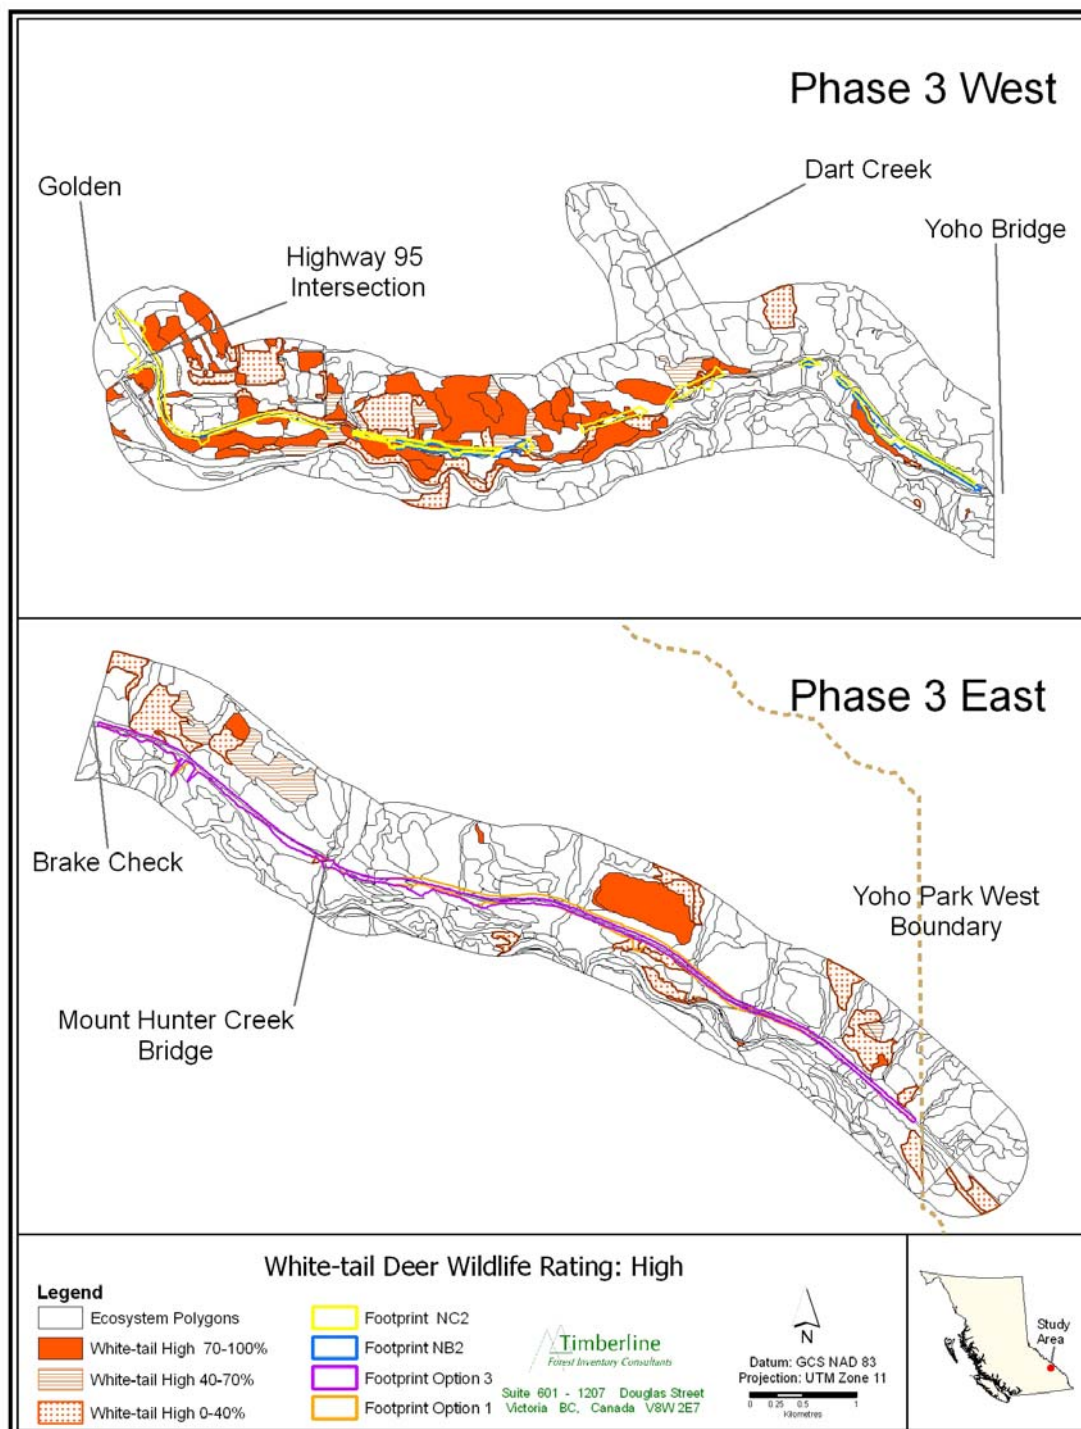 Phase 3 West
Golden
Dart Creek
Highway 95
Intersection
Yoho Bridge
Phase 3 East
Brake Check
Yoho Park West
Boundary
Mount Hunter Creek
Bridge
White-tail Deer Wildlife Rating: High
Legend
Ecosystem Polygons
White-tail High 70-100%
White-tail High 40-70%
White-tail High 0-40%
Footprint NC2
Footprint NB2
Footprint Option 3
Footprint Option 1
Timberline
Forest Inventory Consultants
Suite 601 - 1207 Douglas Street
Victoria BC, Canada V8W 2E7
N
Datum: GCS NAD 83
Projection: UTM Zone 11
0 0.25 0.5 1
Kilometres
Study
Area